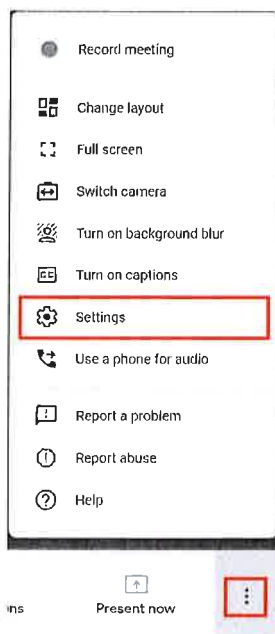 Record meeting
Change layout
Full screen
Switch camera
Turn on background blur
Turn on captions
Settings
Use a phone for audio
Report a problem
Report abuse
Help
ns
Present now